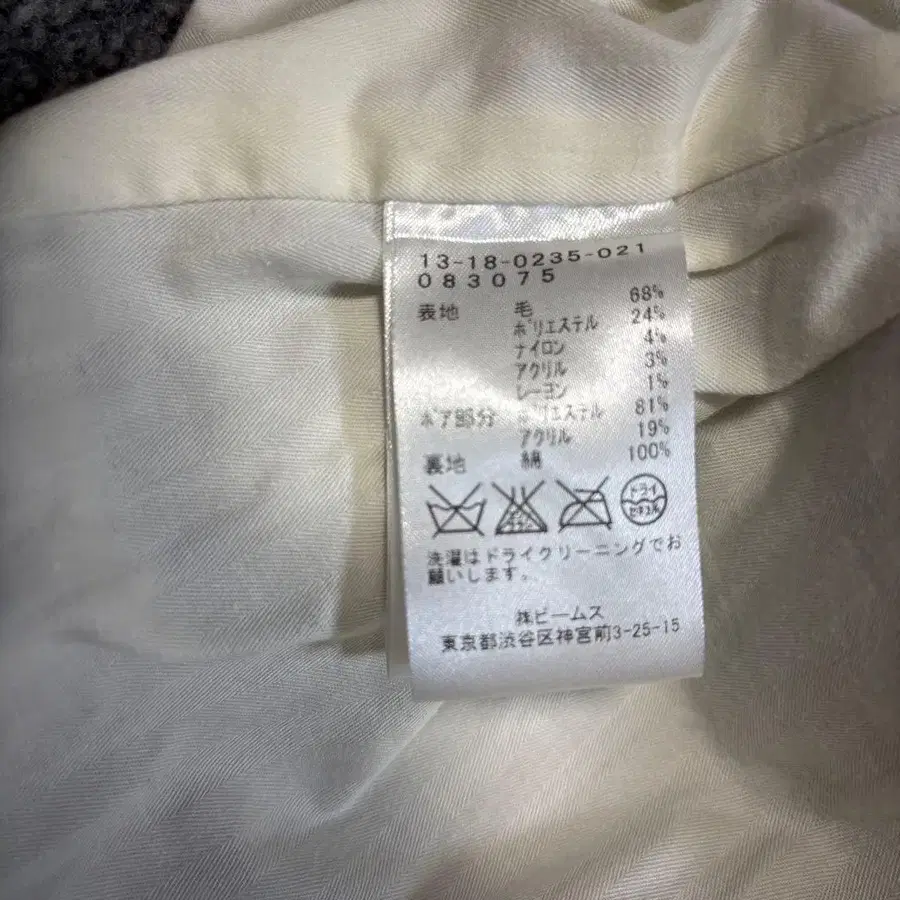 13-18-0235-021
083075
表地 毛 68%
ポリエステル 24%
ナイロン 4%
アクリル 3%
レーヨン 1%
ボア部分 ポリエステル 81%
アクリル 19%
裏地 綿 100%
ドライ
セキユ系
洗濯はドライクリーニングでお
願いします。
㈱ビームス
東京都渋谷区神宮前3-25-15